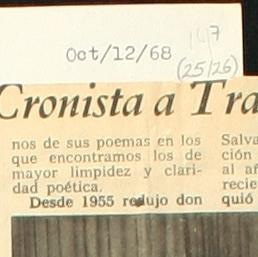 147
Oct/12/68
(25/26)
Cronista a Tra
nos de sus poemas en los
que encontramos los de
mayor limpidez y clari-
dad poética.
Desde 1955 redujo don
Salva
ción
al añ
recie
quió